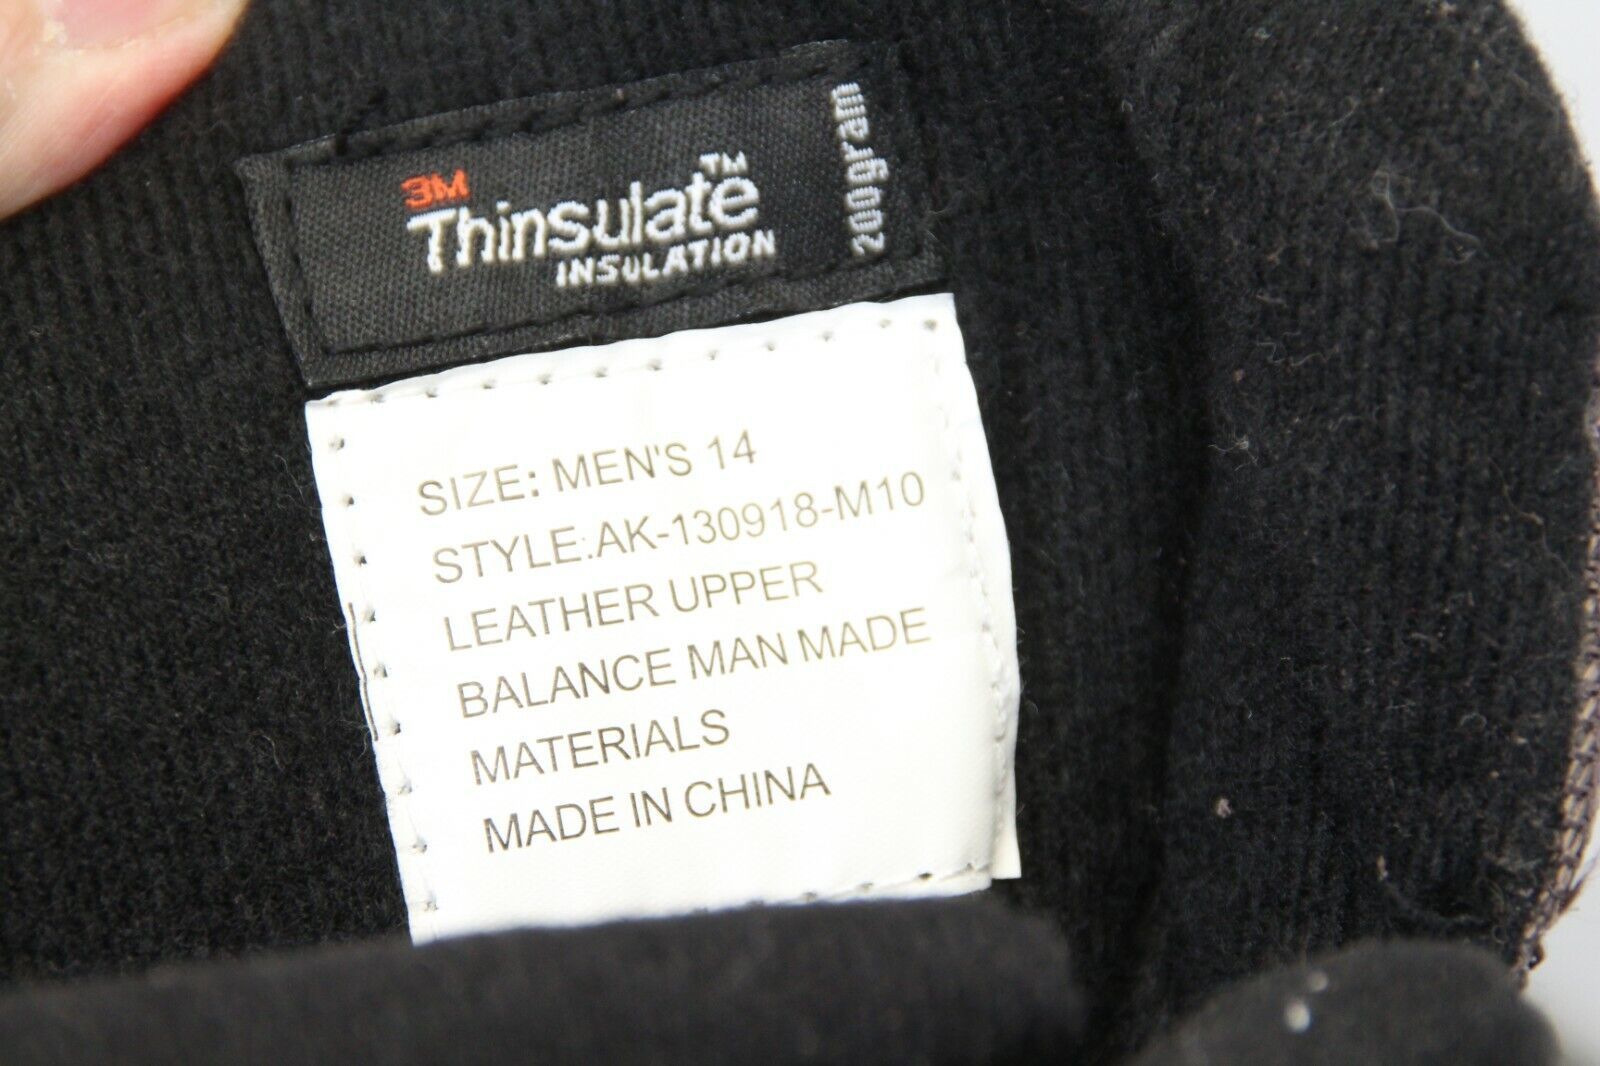 3M
Thinsulate™
INSULATION
200gram
SIZE: MEN'S 14
STYLE:AK-130918-M10
LEATHER UPPER
BALANCE MAN MADE
MATERIALS
MADE IN CHINA